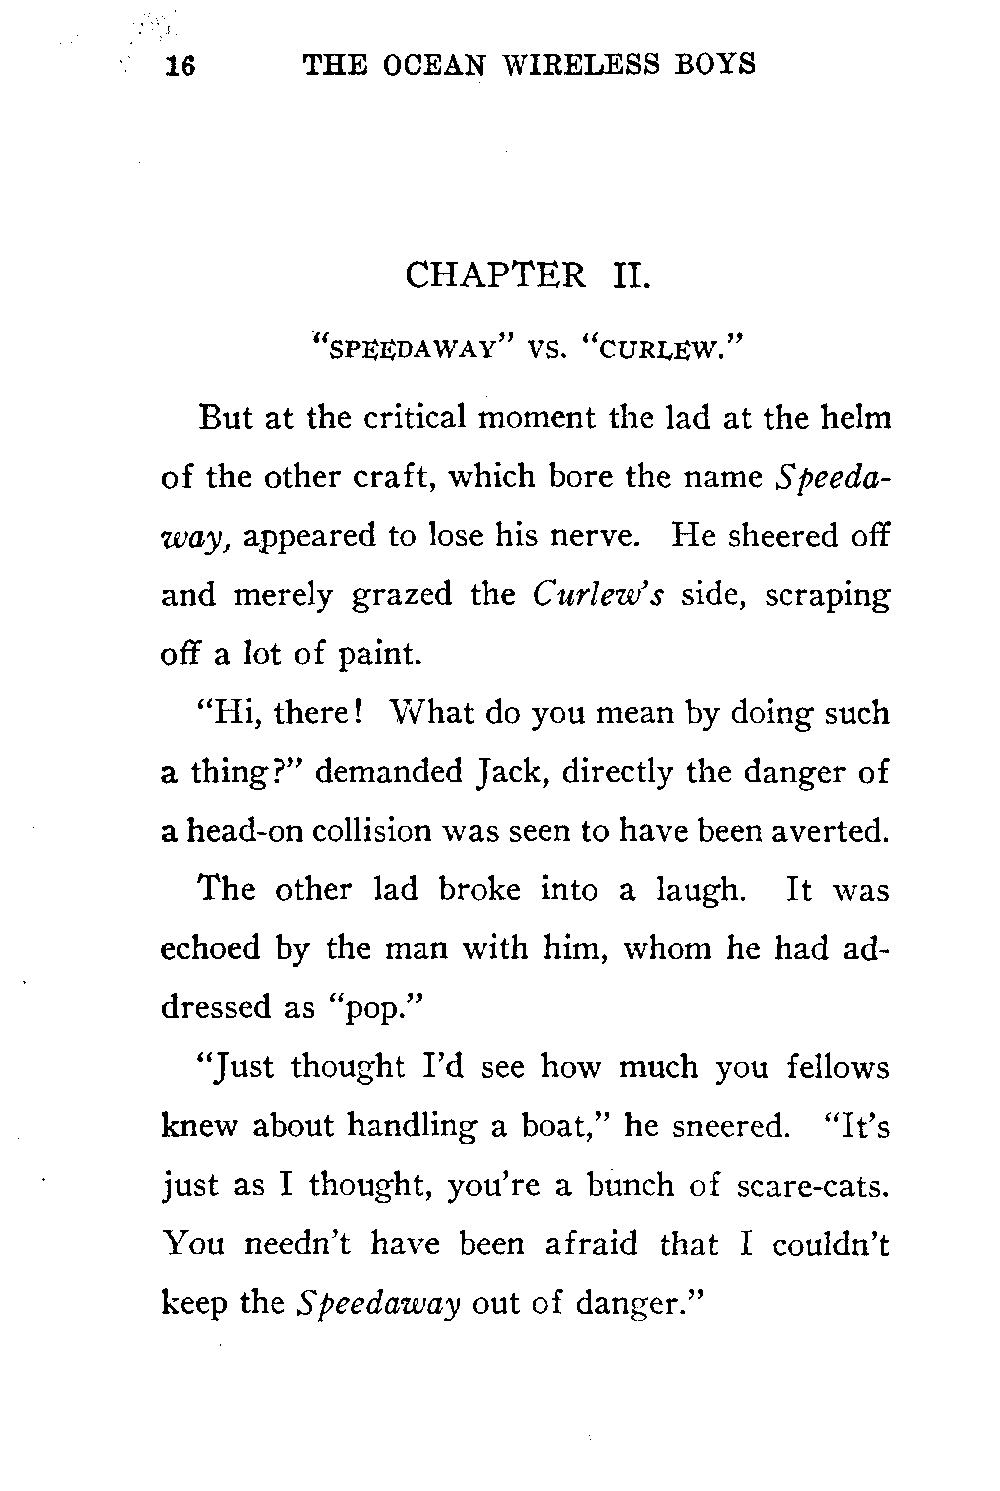 16 THE OCEAN WIRELESS BOYS
CHAPTER II.
“SPEEDAWAY” VS. “CURLEW.”
But at the critical moment the lad at the helm
of the other craft, which bore the name Speeda-
way, appeared to lose his nerve. He sheered off
and merely grazed the Curlew’s side, scraping
off a lot of paint.
“Hi, there! What do you mean by doing such
a thing?” demanded Jack, directly the danger of
a head-on collision was seen to have been averted.
The other lad broke into a laugh. It was
echoed by the man with him, whom he had ad-
dressed as “pop.”
“Just thought I’d see how much you fellows
knew about handling a boat,” he sneered. “It’s
just as I thought, you’re a bunch of scare-cats.
You needn’t have been afraid that I couldn’t
keep the Speedaway out of danger.”